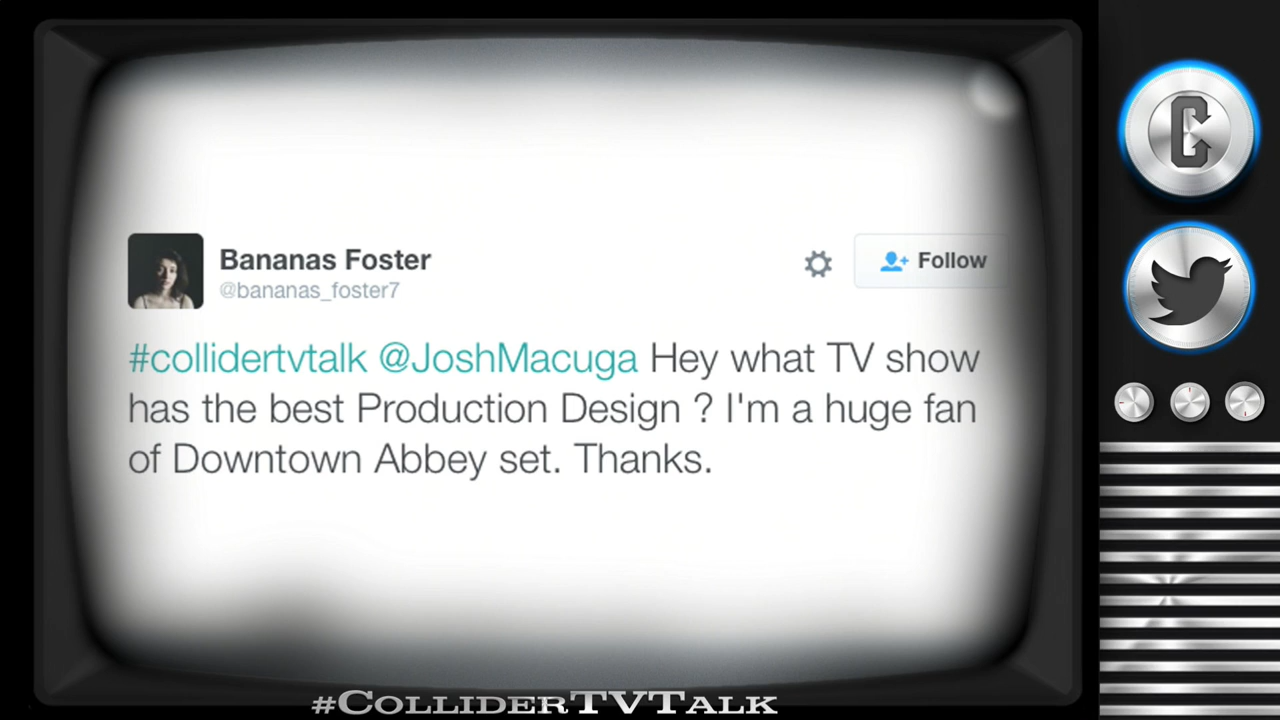 Bananas Foster
@bananas_foster7
Follow
#collidertvtalk @JoshMacuga Hey what TV show
has the best Production Design ? I'm a huge fan
of Downtown Abbey set. Thanks.
#ColliderTVTalk